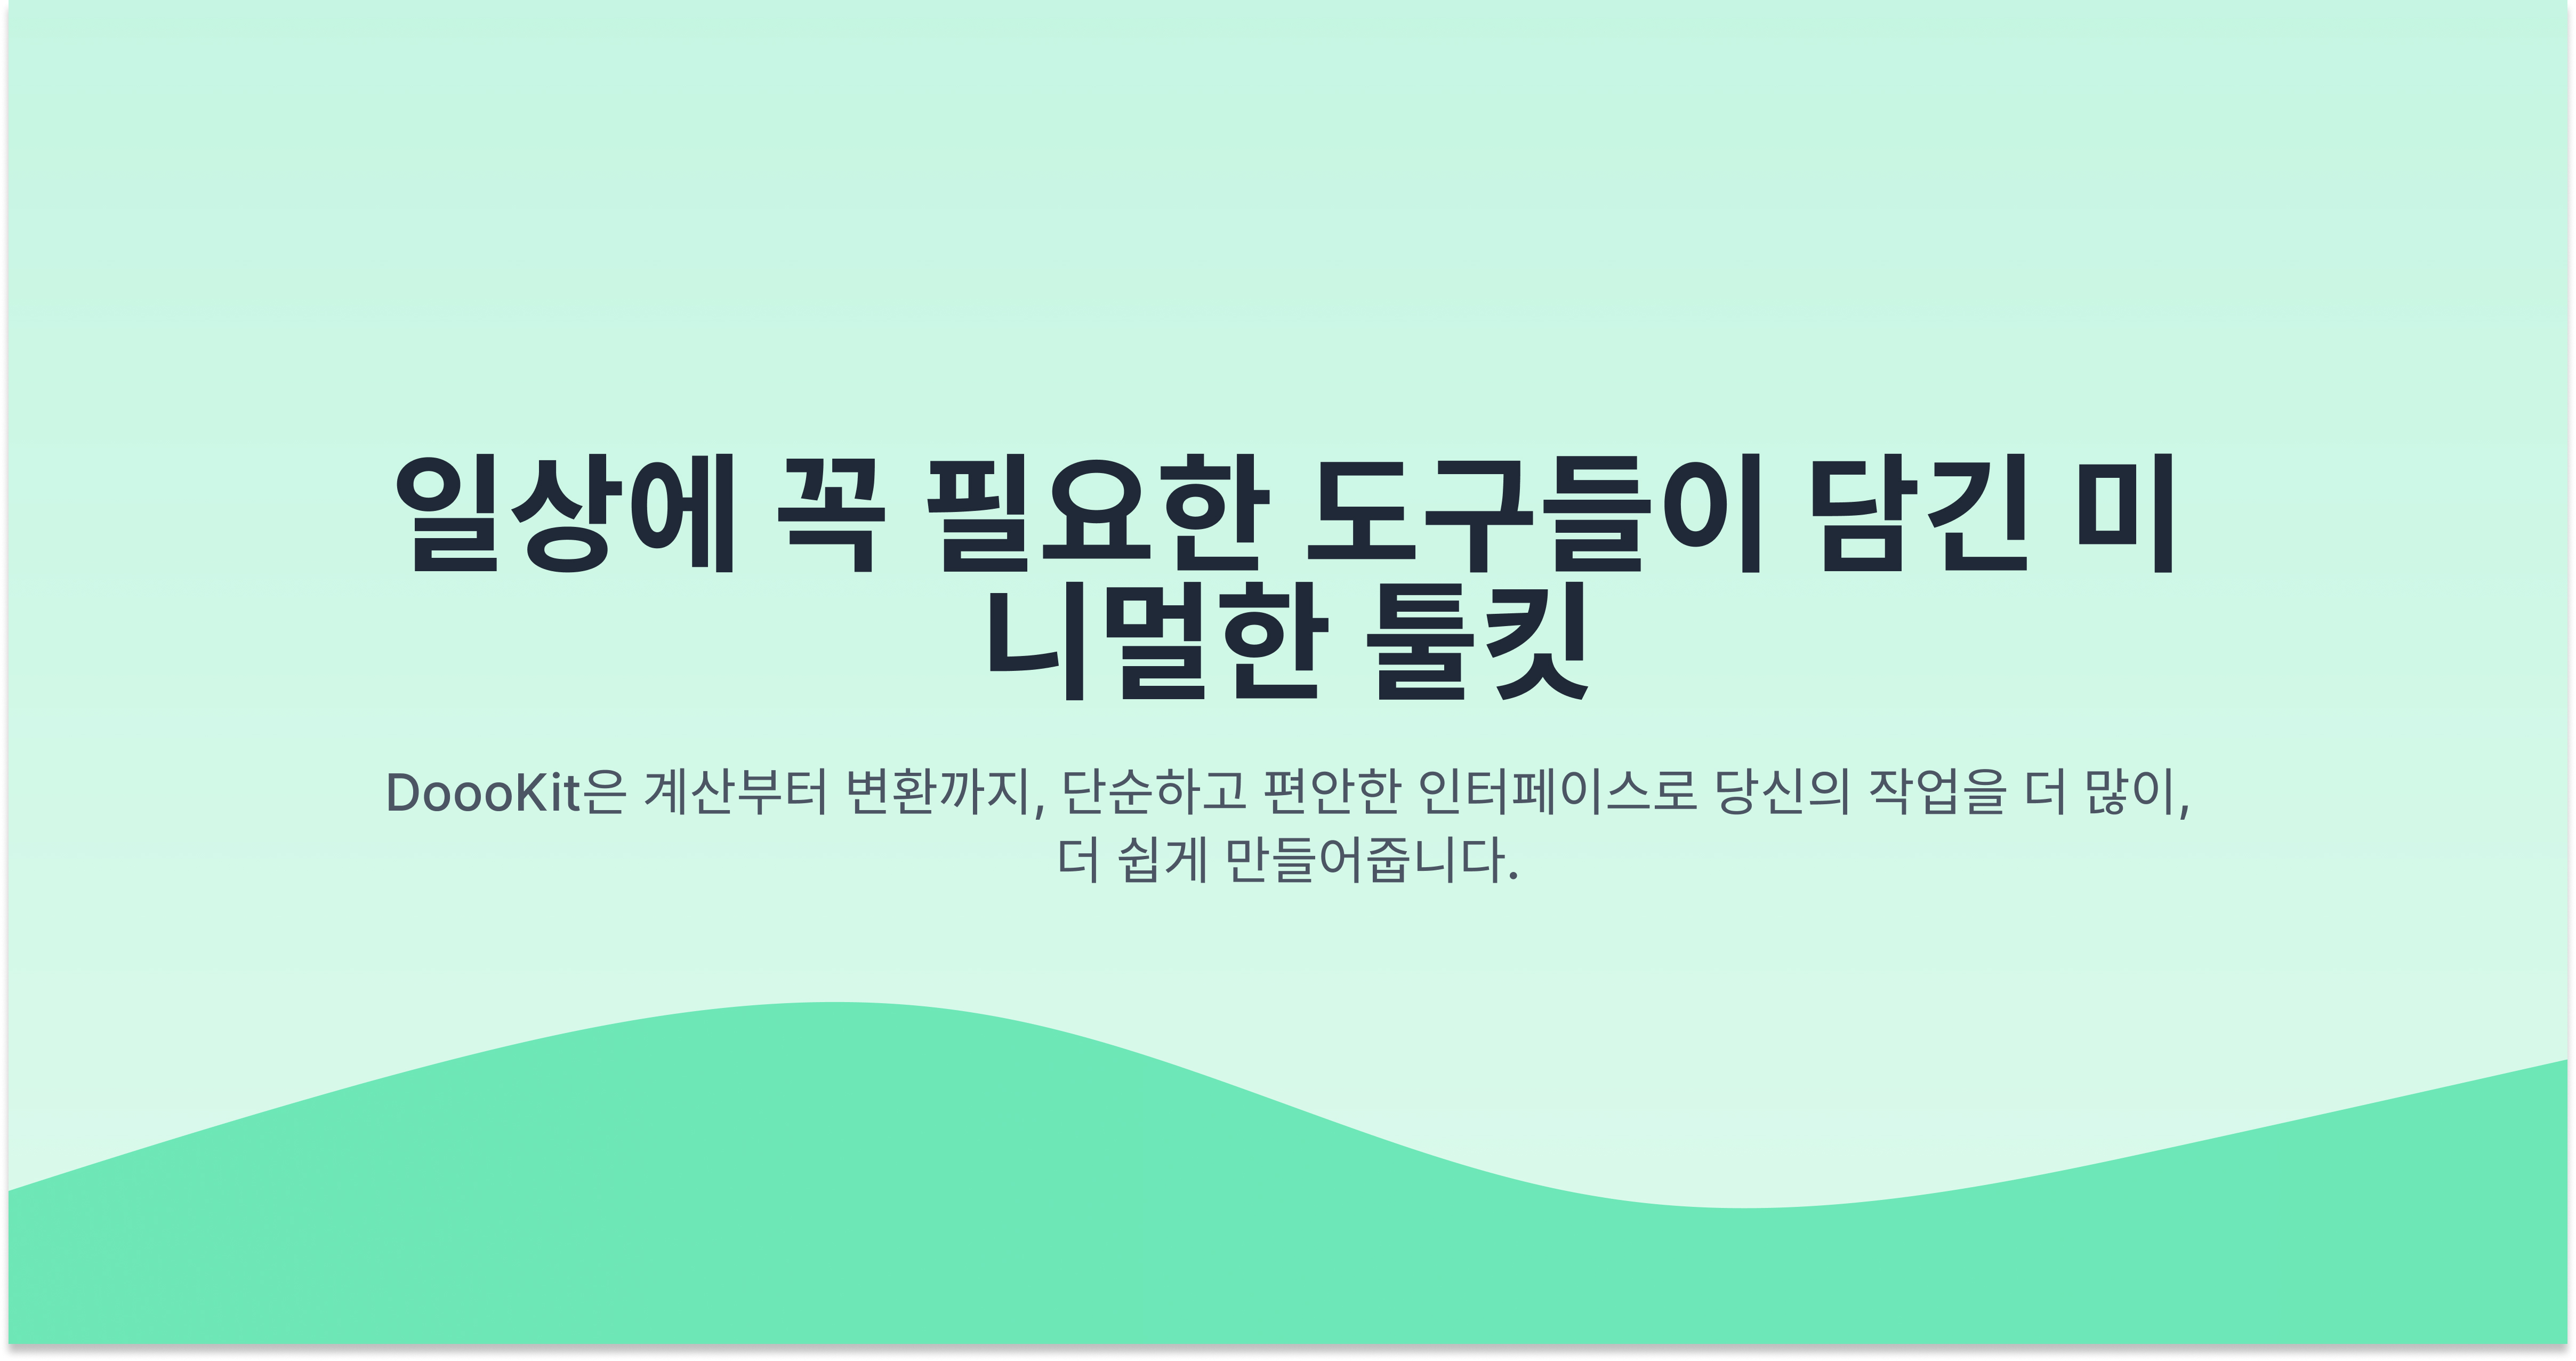 일상에 꼭 필요한 도구들이 담긴 미
니멀한 툴킷
DoooKit은 계산부터 변환까지, 단순하고 편안한 인터페이스로 당신의 작업을 더 많이,
더 쉽게 만들어줍니다.